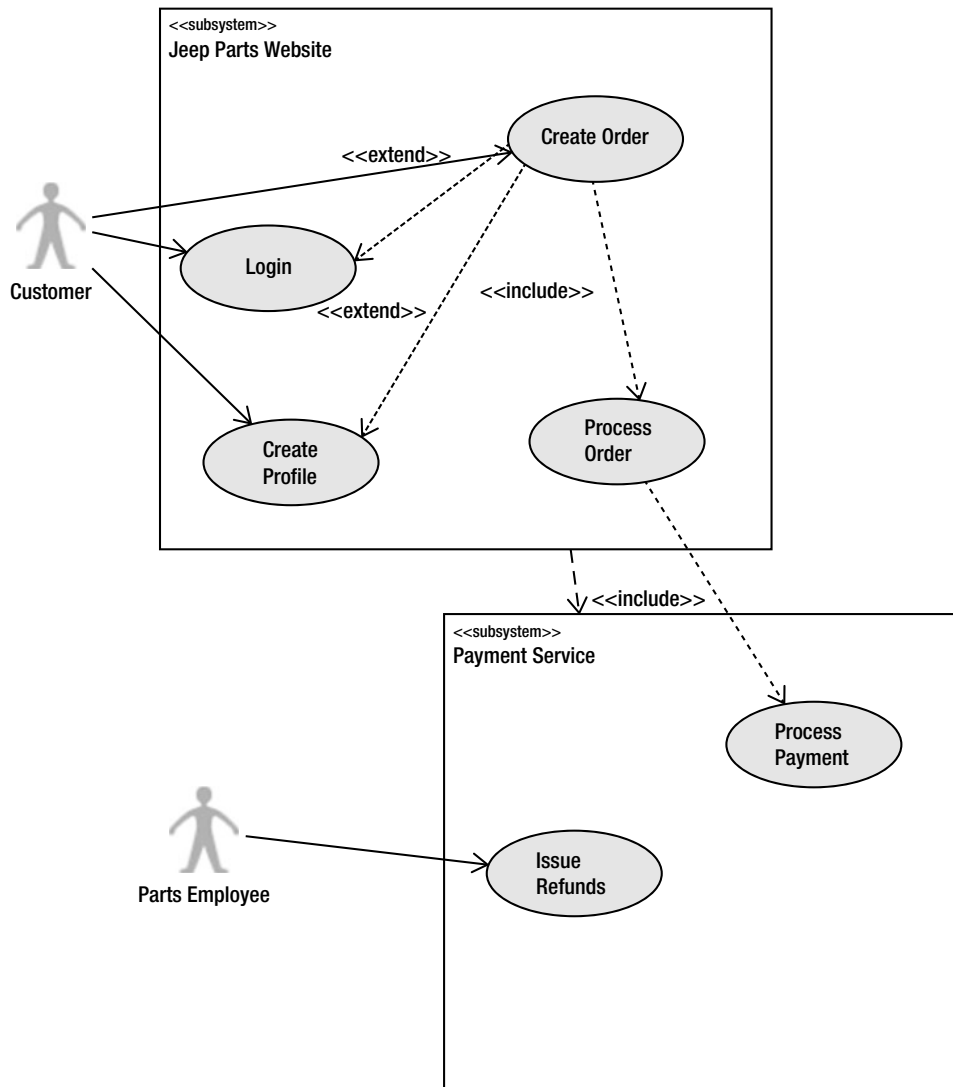 <<subsystem>>
Jeep Parts Website
Create Order
<<extend>>
Login
Customer
<<extend>>
<<include>>
Process
Order
Create
Profile
<<include>>
<<subsystem>>
Payment Service
Process
Payment
Issue
Refunds
Parts Employee